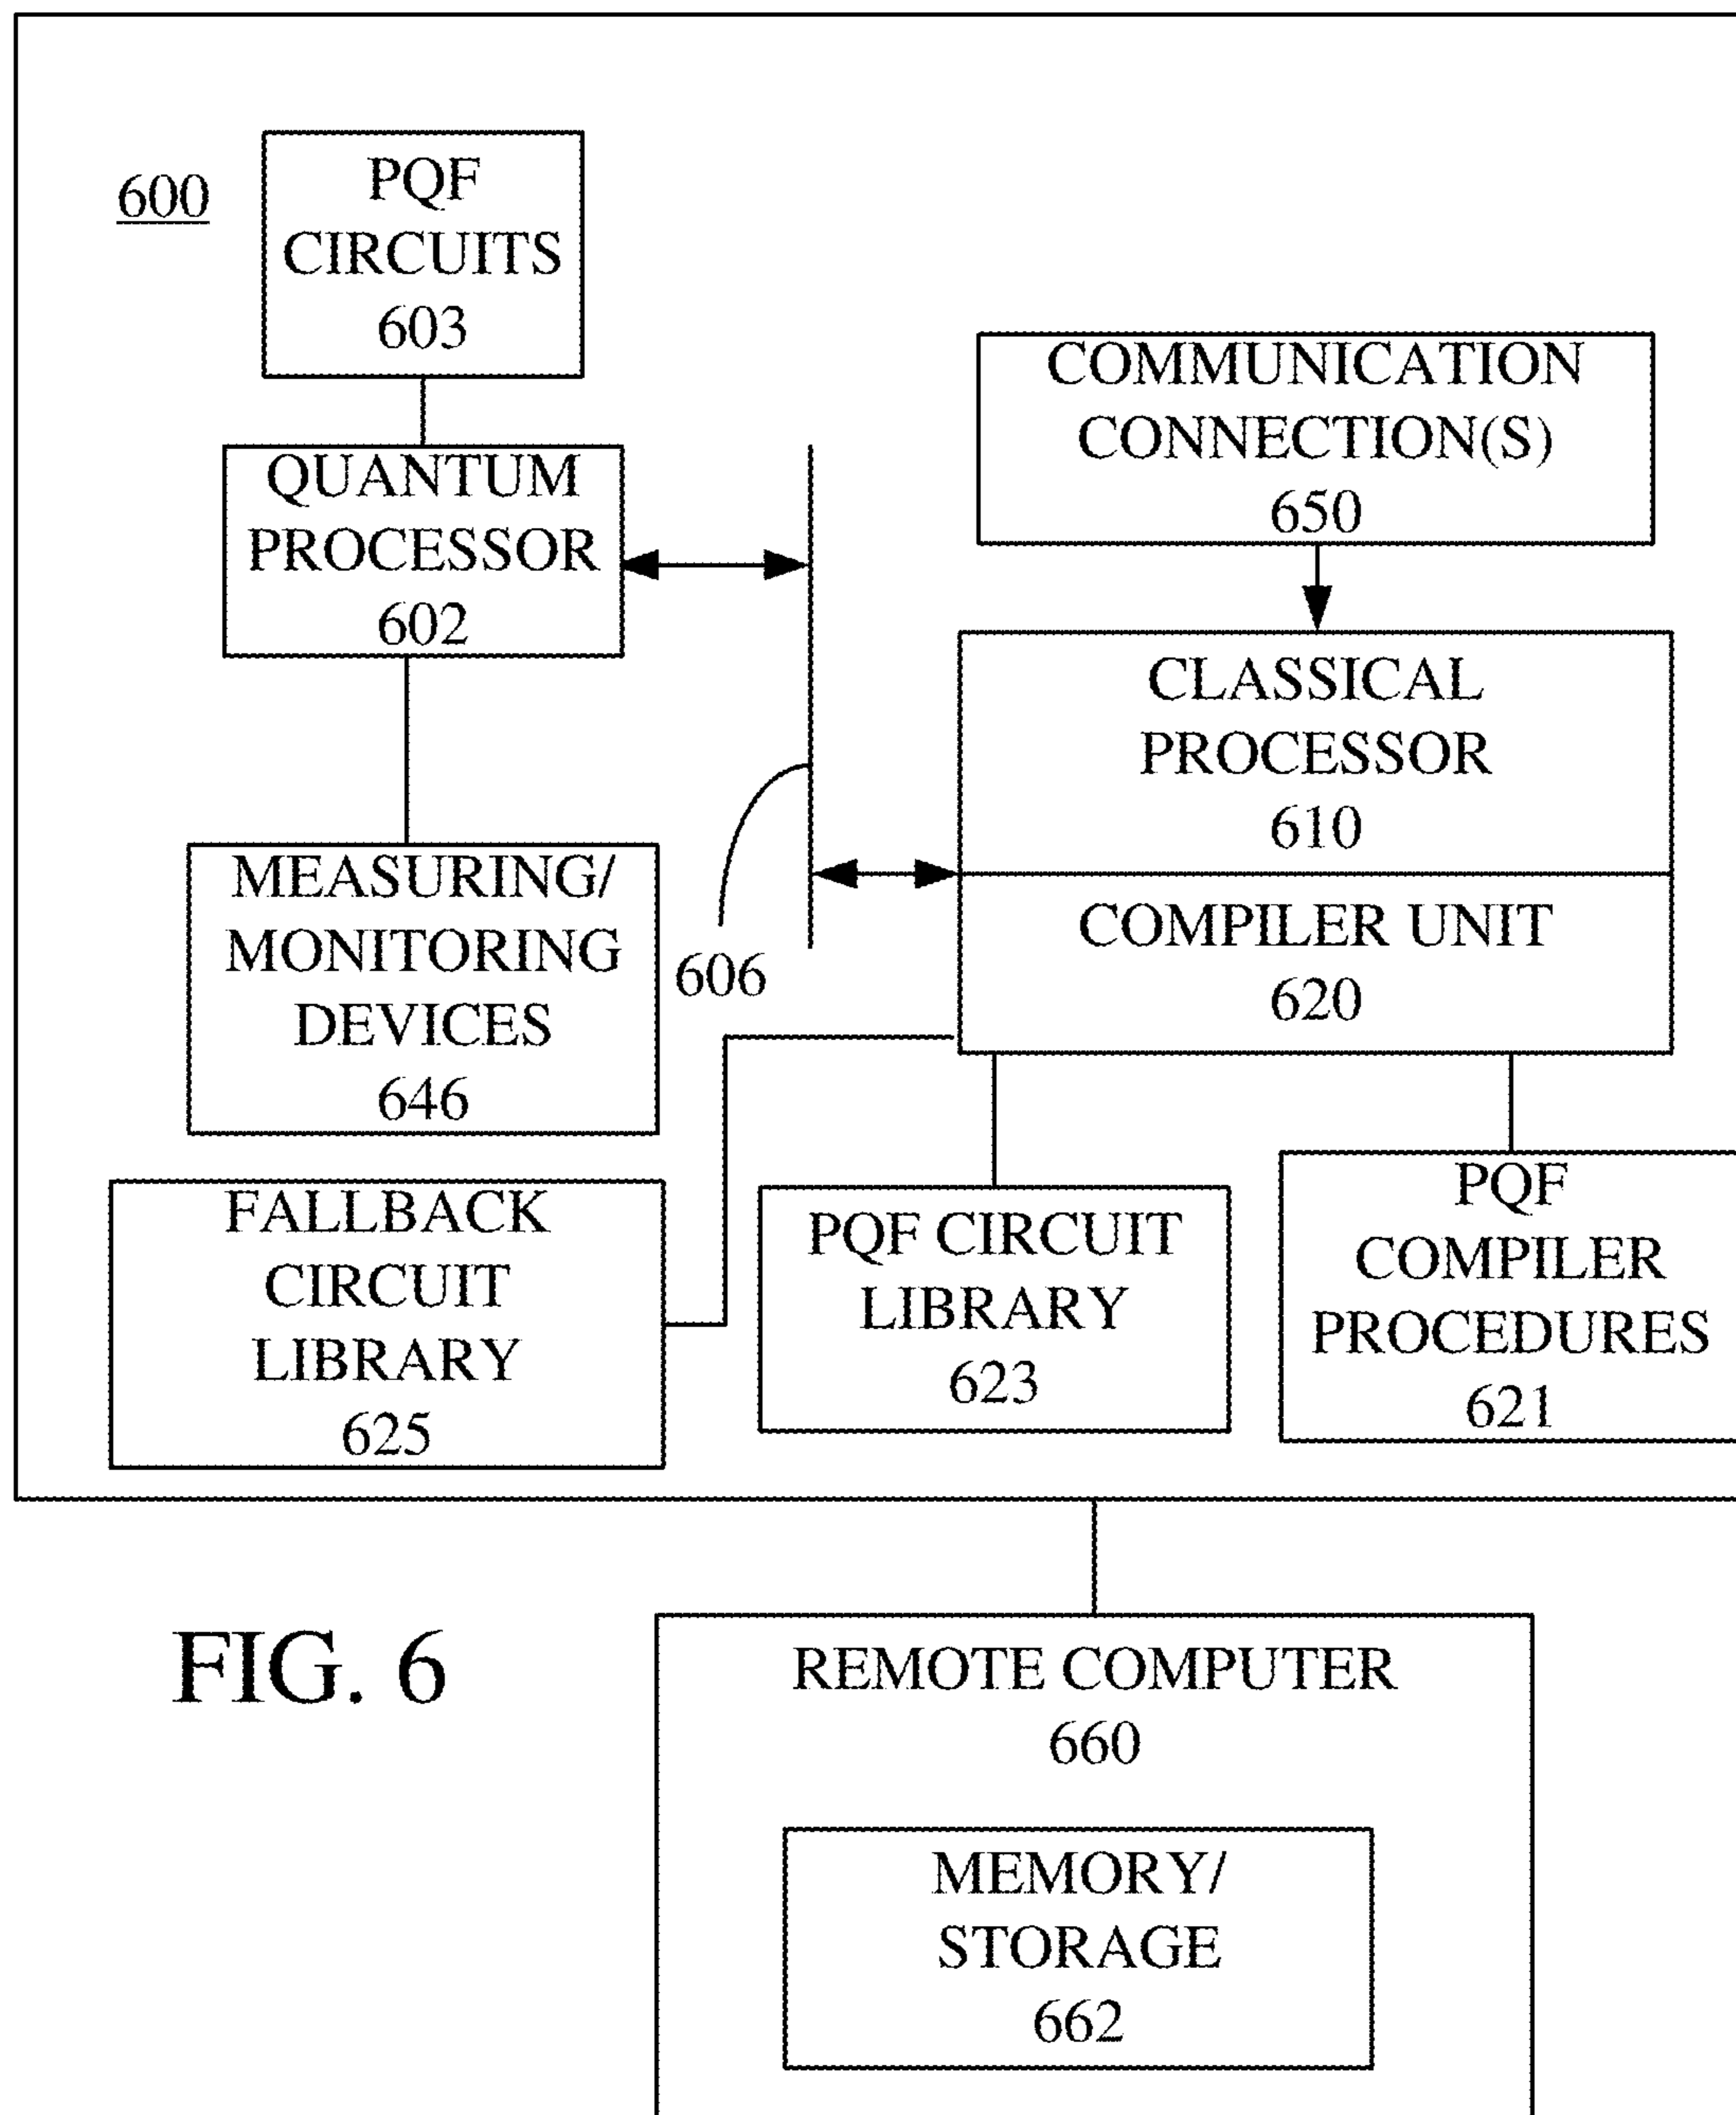 600
PQF
CIRCUITS
603
QUANTUM
PROCESSOR
602
COMMUNICATION
CONNECTION(S)
650
CLASSICAL
PROCESSOR
610
COMPILER UNIT
620
606
MEASURING/
MONITORING
DEVICES
646
FALLBACK
CIRCUIT
LIBRARY
625
PQF CIRCUIT
LIBRARY
623
PQF
COMPILER
PROCEDURES
621
FIG. 6
REMOTE COMPUTER
660
MEMORY/
STORAGE
662